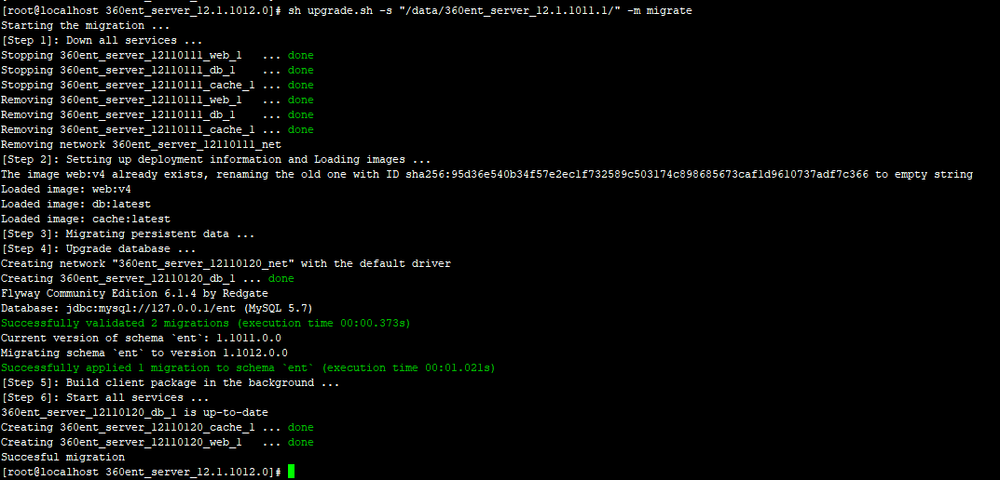 [root@localhost 360ent_server_12.1.1012.0]# sh upgrade.sh -s "/data/360ent_server_12.1.1011.1/" -m migrate
Starting the migration ...
[Step 1]: Down all services ...
Stopping 360ent_server_12110111_web_1   ... done
Stopping 360ent_server_12110111_db_1    ... done
Stopping 360ent_server_12110111_cache_1 ... done
Removing 360ent_server_12110111_web_1   ... done
Removing 360ent_server_12110111_db_1    ... done
Removing 360ent_server_12110111_cache_1 ... done
Removing network 360ent_server_12110111_net
[Step 2]: Setting up deployment information and Loading images ...
The image web:v4 already exists, renaming the old one with ID sha256:95d36e540b34f57e2ec1f732589c503174c898685673caf1d9610737adf7c366 to empty string
Loaded image: web:v4
Loaded image: db:latest
Loaded image: cache:latest
[Step 3]: Migrating persistent data ...
[Step 4]: Upgrade database ...
Creating network "360ent_server_12110120_net" with the default driver
Creating 360ent_server_12110120_db_1 ... done
Flyway Community Edition 6.1.4 by Redgate
Database: jdbc:mysql://127.0.0.1/ent (MySQL 5.7)
Successfully validated 2 migrations (execution time 00:00.373s)
Current version of schema `ent`: 1.1011.0.0
Migrating schema `ent` to version 1.1012.0.0
Successfully applied 1 migration to schema `ent` (execution time 00:01.021s)
[Step 5]: Build client package in the background ...
[Step 6]: Start all services ...
360ent_server_12110120_db_1 is up-to-date
Creating 360ent_server_12110120_cache_1 ... done
Creating 360ent_server_12110120_web_1   ... done
Succesful migration
[root@localhost 360ent_server_12.1.1012.0]#